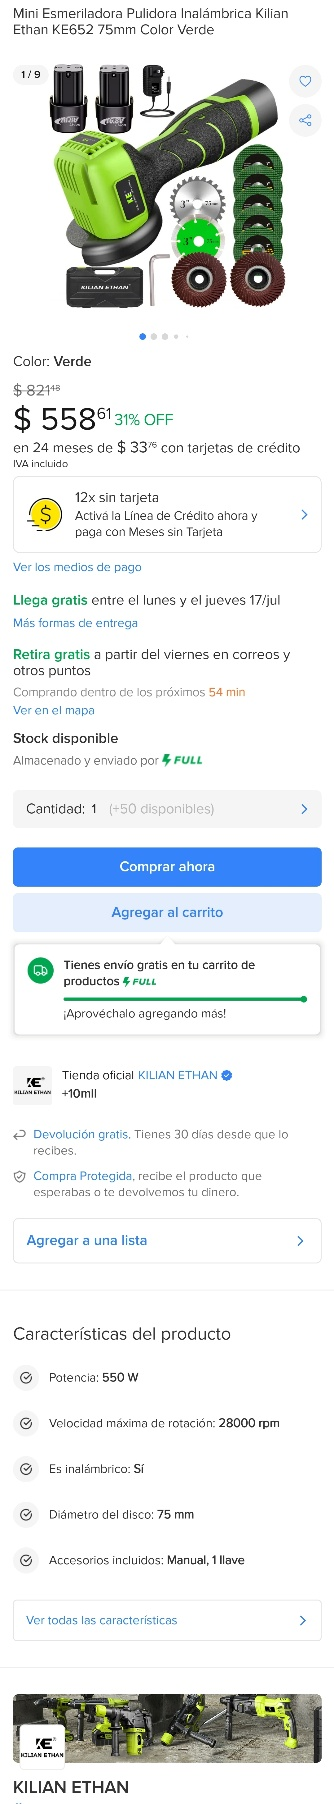 Mini Esmeriladora Pulidora Inalámbrica Kilian
Ethan KE652 75mm Color Verde
1 / 9
KILIAN ETHAN
3"
3"
Color: Verde
$ 821 48
$ 558 61 31% OFF
en 24 meses de $ 33 76 con tarjetas de crédito
IVA incluido
12x sin tarjeta
Activá la Línea de Crédito ahora y
paga con Meses sin Tarjeta
Ver los medios de pago
Llega gratis entre el lunes y el jueves 17/jul
Más formas de entrega
Retira gratis a partir del viernes en correos y
otros puntos
Comprando dentro de los próximos 54 min
Ver en el mapa
Stock disponible
Almacenado y enviado por FULL
Cantidad: 1 (+50 disponibles)
Comprar ahora
Agregar al carrito
Tienes envío gratis en tu carrito de
productos FULL
¡Aprovéchalo agregando más!
KE
KILIAN ETHAN
Tienda oficial KILIAN ETHAN
+10mil
Devolución gratis. Tienes 30 días desde que lo
recibes.
Compra Protegida, recibe el producto que
esperabas o te devolvemos tu dinero.
Agregar a una lista
Características del producto
Potencia: 550 W
Velocidad máxima de rotación: 28000 rpm
Es inalámbrico: Sí
Diámetro del disco: 75 mm
Accesorios incluidos: Manual, 1 llave
Ver todas las características
KE
KILIAN ETHAN
KILIAN ETHAN